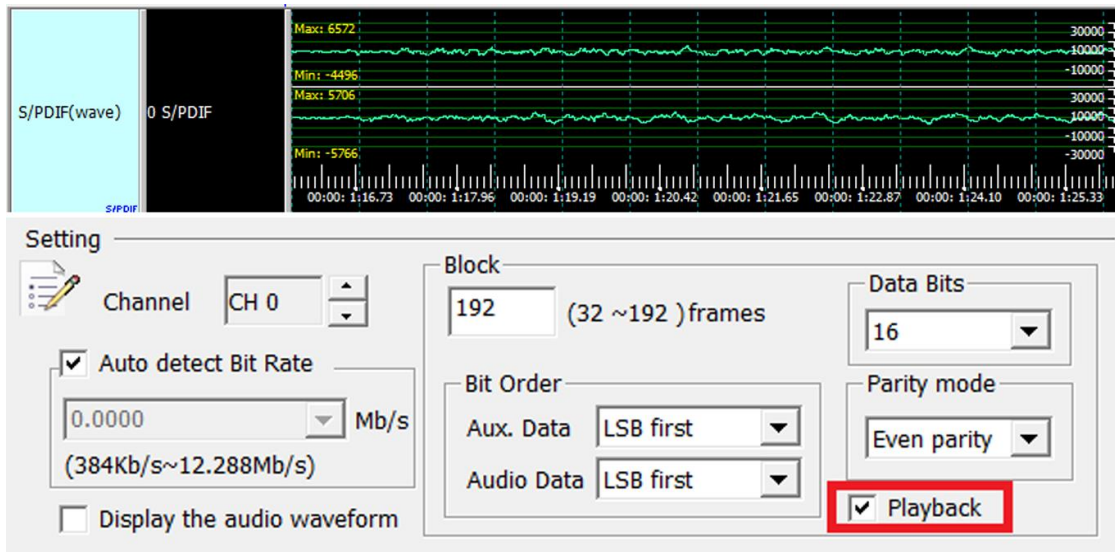 Max: 6572
30000
10000
-10000
Min: -4496
Max: 5706
30000
S/PDIF(wave) 0 S/PDIF
10000
-10000
Min: -5766
-30000
00:00: 1:16.73 00:00: 1:17.96 00:00: 1:19.19 00:00: 1:20.42 00:00: 1:21.65 00:00: 1:22.87 00:00: 1:24.10 00:00: 1:25.33
S/PDIF
Setting
Channel CH 0
Auto detect Bit Rate
0.0000 Mb/s
(384Kb/s~12.288Mb/s)
Display the audio waveform
Block
192 (32 ~192 )frames
Bit Order
Aux. Data LSB first
Audio Data LSB first
Data Bits
16
Parity mode
Even parity
Playback